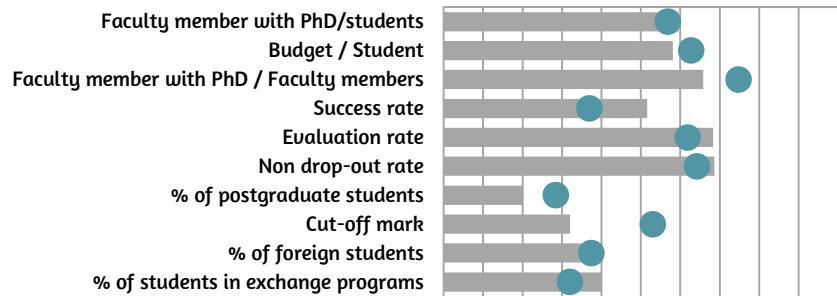 Faculty member with PhD/students
Budget / Student
Faculty member with PhD / Faculty members
Success rate
Evaluation rate
Non drop-out rate
% of postgraduate students
Cut-off mark
% of foreign students
% of students in exchange programs